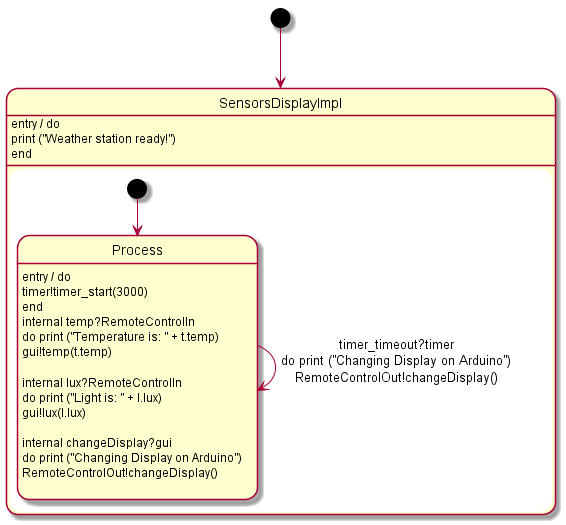 SensorsDisplayImpl
entry / do
print ("Weather station ready!")
end
Process
entry / do
timer!timer_start(3000)
end
internal temp?RemoteControlIn
do print ("Temperature is: " + t.temp)
gui!temp(t.temp)
internal lux?RemoteControlIn
do print ("Light is: " + l.lux)
gui!lux(l.lux)
internal changeDisplay?gui
do print ("Changing Display on Arduino")
RemoteControlOut!changeDisplay()
timer_timeout?timer
do print ("Changing Display on Arduino")
RemoteControlOut!changeDisplay()